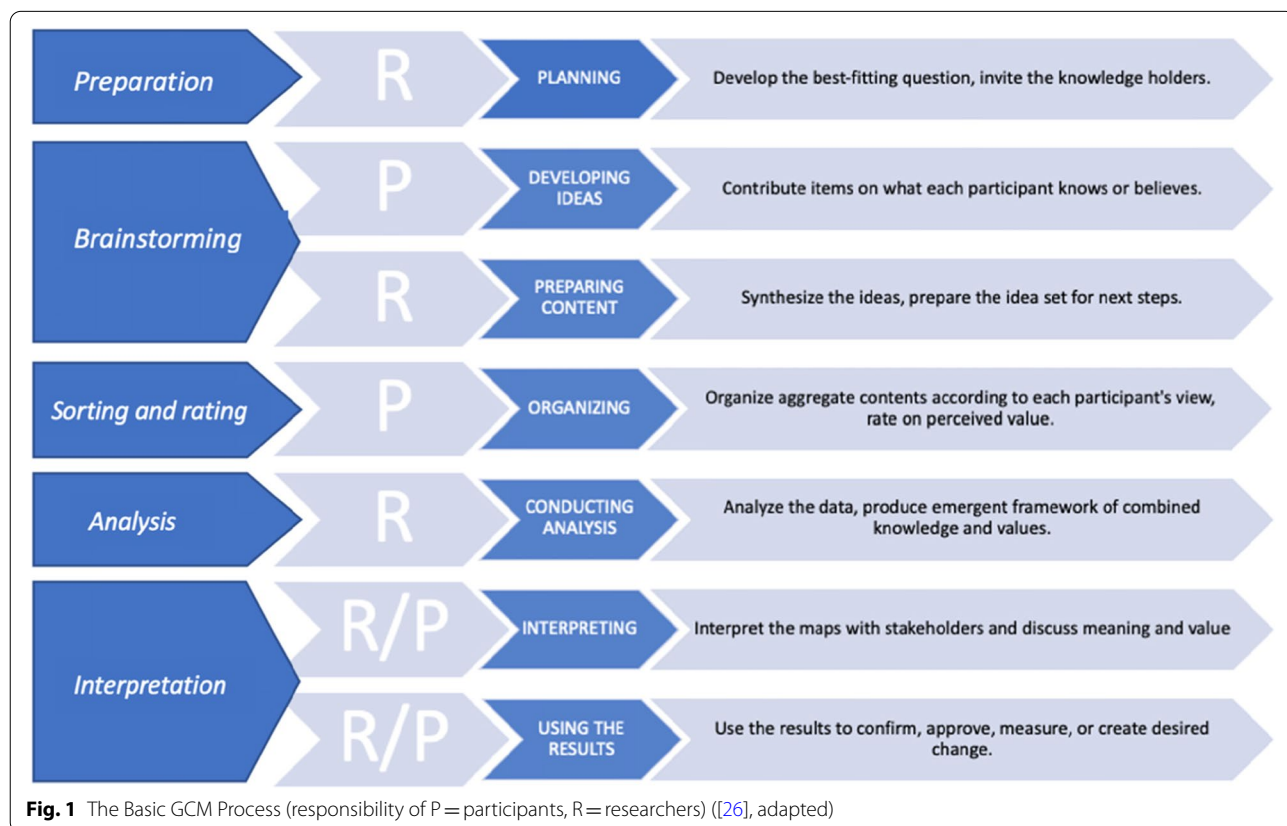 Preparation
R
PLANNING
Develop the best-fitting question, invite the knowledge holders.
Brainstorming
P
DEVELOPING
IDEAS
Contribute items on what each participant knows or believes.
R
PREPARING
CONTENT
Synthesize the ideas, prepare the idea set for next steps.
Sorting and rating
P
ORGANIZING
Organize aggregate contents according to each participant's view,
rate on perceived value.
Analysis
R
CONDUCTING
ANALYSIS
Analyze the data, produce emergent framework of combined
knowledge and values.
Interpretation
R/P
INTERPRETING
Interpret the maps with stakeholders and discuss meaning and value
R/P
USING THE
RESULTS
Use the results to confirm, approve, measure, or create desired
change.
Fig. 1 The Basic GCM Process (responsibility of P = participants, R = researchers) ([26], adapted)